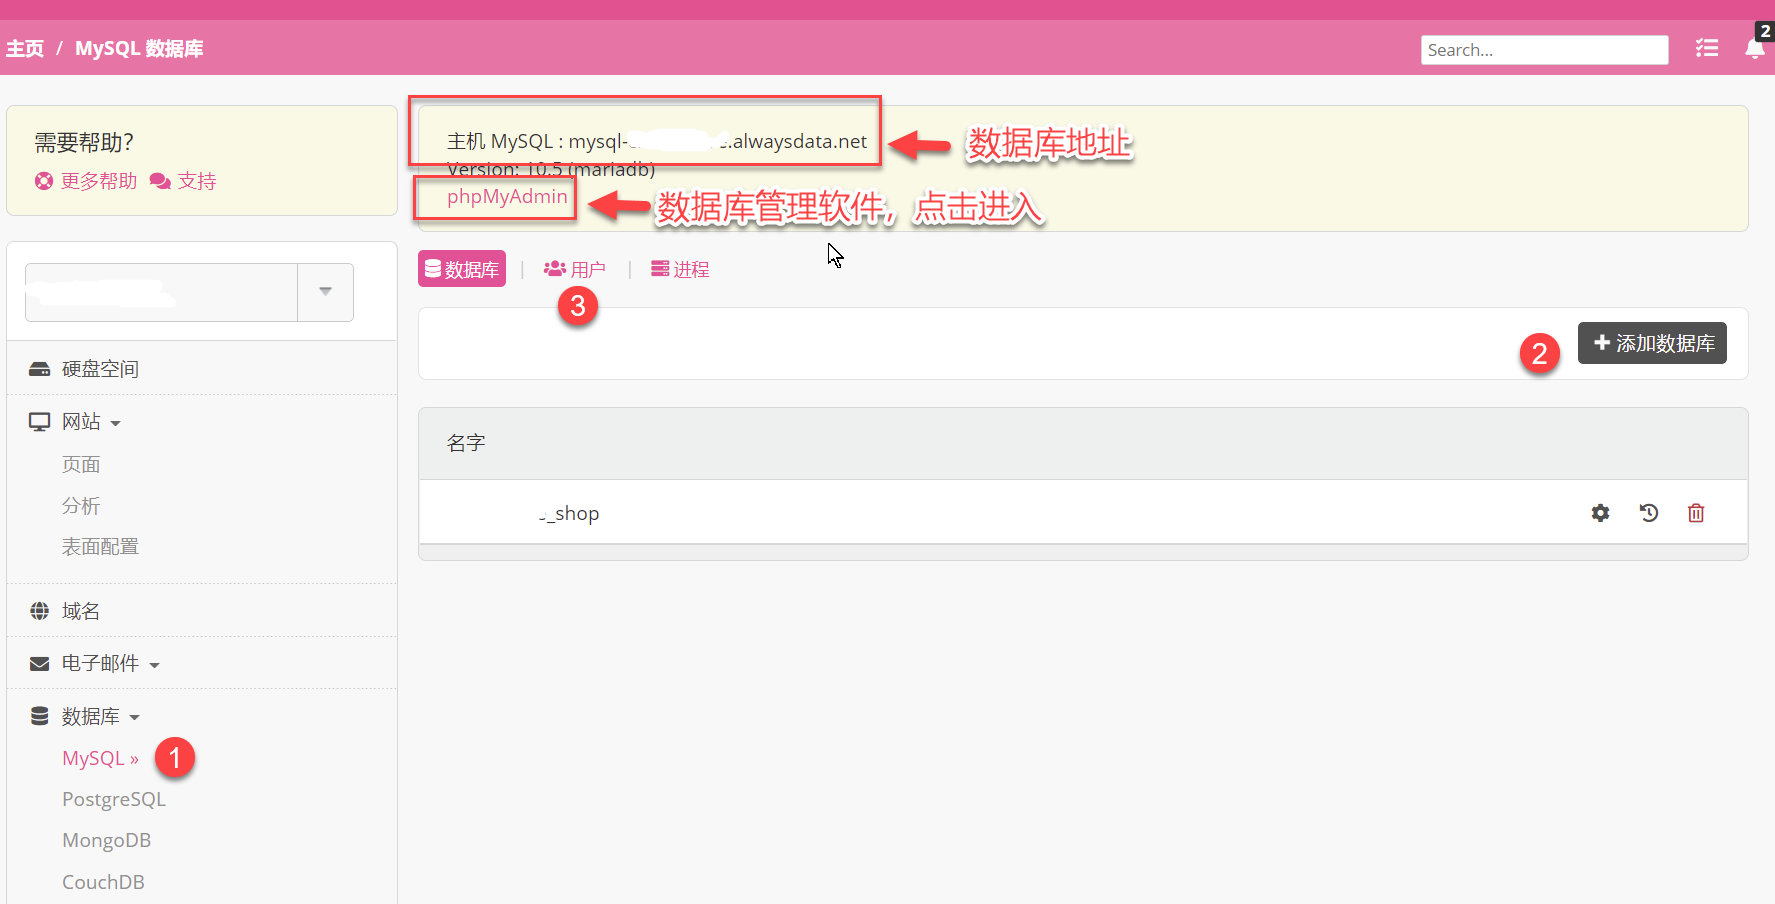 主页 / MySQL 数据库
Search...
2
需要帮助?
更多帮助 支持
主机 MySQL : mysql- .alwaysdata.net
数据库地址
Version: 10.5 (mariadb)
phpMyAdmin
数据库管理软件，点击进入
数据库 | 用户 | 进程
3
2
添加数据库
名字
_shop
硬盘空间
网站
页面
分析
表面配置
域名
电子邮件
数据库
MySQL »
1
PostgreSQL
MongoDB
CouchDB